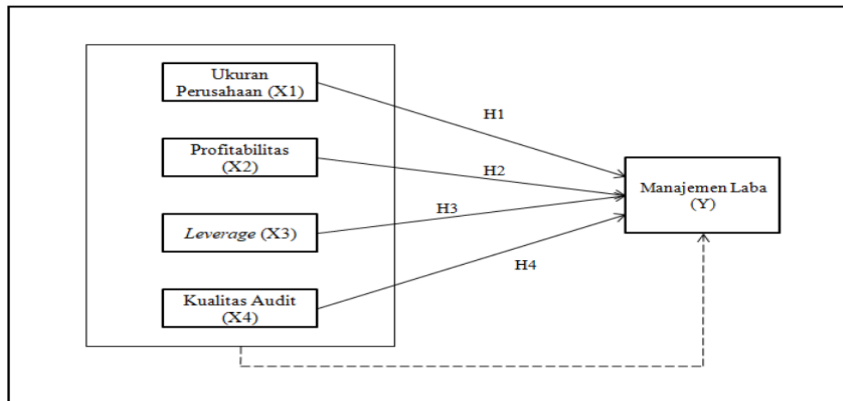 Ukuran
Perusahaan (X1)
H1
Profitabilitas
(X2)
H2
Manajemen Laba
(Y)
Leverage (X3)
H3
H4
Kualitas Audit
(X4)